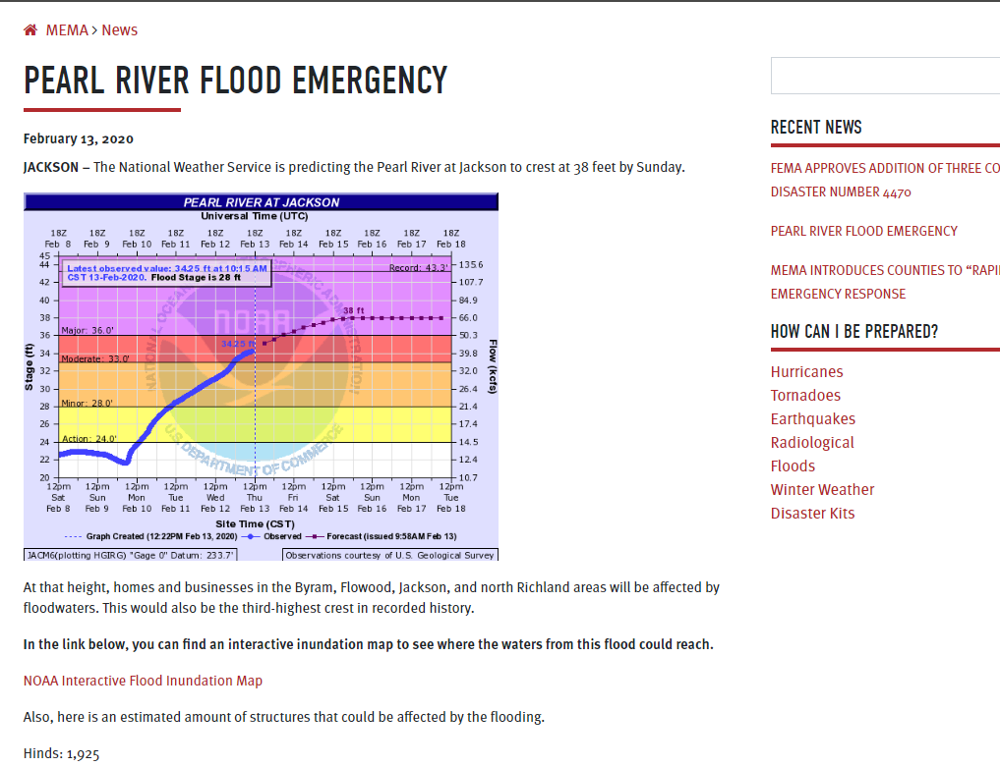 MEMA > News
PEARL RIVER FLOOD EMERGENCY
February 13, 2020
JACKSON – The National Weather Service is predicting the Pearl River at Jackson to crest at 38 feet by Sunday.
PEARL RIVER AT JACKSON
Universal Time (UTC)
18Z 18Z 18Z 18Z 18Z 18Z 18Z 18Z 18Z 18Z 18Z
Feb 8 Feb 9 Feb 10 Feb 11 Feb 12 Feb 13 Feb 14 Feb 15 Feb 16 Feb 17 Feb 18
45
44 135.6
Latest observed value: 34.25 ft at 10:15 AM
CST 13-Feb-2020. Flood Stage is 28 ft
Record: 43.3'
42 107.7
40 84.9
38 ft
38 66.0
NOAA
NATIONAL OCEANIC ATMOSPHERIC ADMINISTRATION
U.S. DEPARTMENT OF COMMERCE
Major: 36.0'
36 50.3
34.25 ft
34 39.8
Moderate: 33.0'
32 32.0
30 26.4
Minor: 28.0'
28 21.4
26 17.4
Action: 24.0'
24 14.5
22 12.4
20 10.7
Stage (ft)
Flow (kcfs)
12pm 12pm 12pm 12pm 12pm 12pm 12pm 12pm 12pm 12pm 12pm
Sat Sun Mon Tue Wed Thu Fri Sat Sun Mon Tue
Feb 8 Feb 9 Feb 10 Feb 11 Feb 12 Feb 13 Feb 14 Feb 15 Feb 16 Feb 17 Feb 18
Site Time (CST)
Graph Created (12:22PM Feb 13, 2020) Observed Forecast (issued 9:58AM Feb 13)
JACM6(plotting HGIRG) "Gage 0" Datum: 233.7'
Observations courtesy of U.S. Geological Survey
At that height, homes and businesses in the Byram, Flowood, Jackson, and north Richland areas will be affected by
floodwaters. This would also be the third-highest crest in recorded history.
In the link below, you can find an interactive inundation map to see where the waters from this flood could reach.
NOAA Interactive Flood Inundation Map
Also, here is an estimated amount of structures that could be affected by the flooding.
Hinds: 1,925
RECENT NEWS
FEMA APPROVES ADDITION OF THREE CO
DISASTER NUMBER 4470
PEARL RIVER FLOOD EMERGENCY
MEMA INTRODUCES COUNTIES TO “RAPI
EMERGENCY RESPONSE
HOW CAN I BE PREPARED?
Hurricanes
Tornadoes
Earthquakes
Radiological
Floods
Winter Weather
Disaster Kits